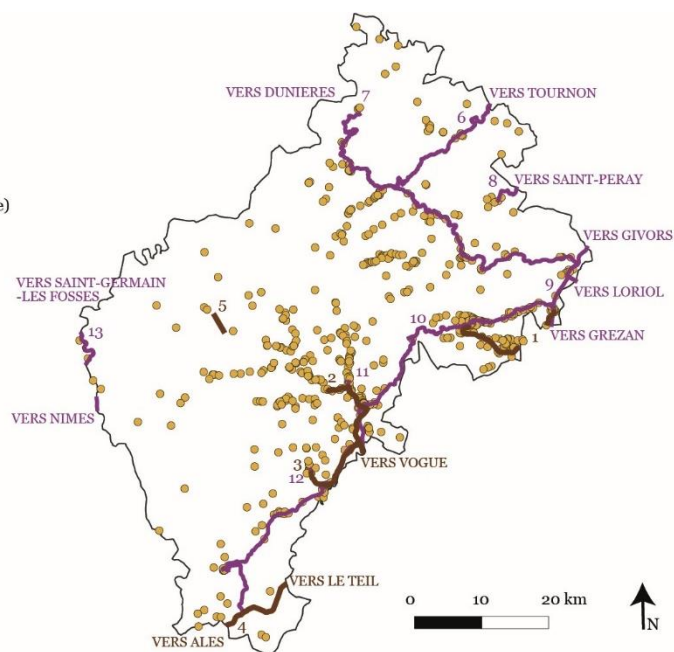 VERS DUNIERES
7
VERS TOURNON
6
8
VERS SAINT-PERAY
e)
VERS GIVORS
VERS SAINT-GERMAIN
-LES FOSSES
9
VERS LORIOL
5
10
13
VERS GREZAN
1
11
2
VERS NIMES
3
12
VERS VOGUE
VERS LE TEIL
0 10 20 km
4
VERS ALES
N